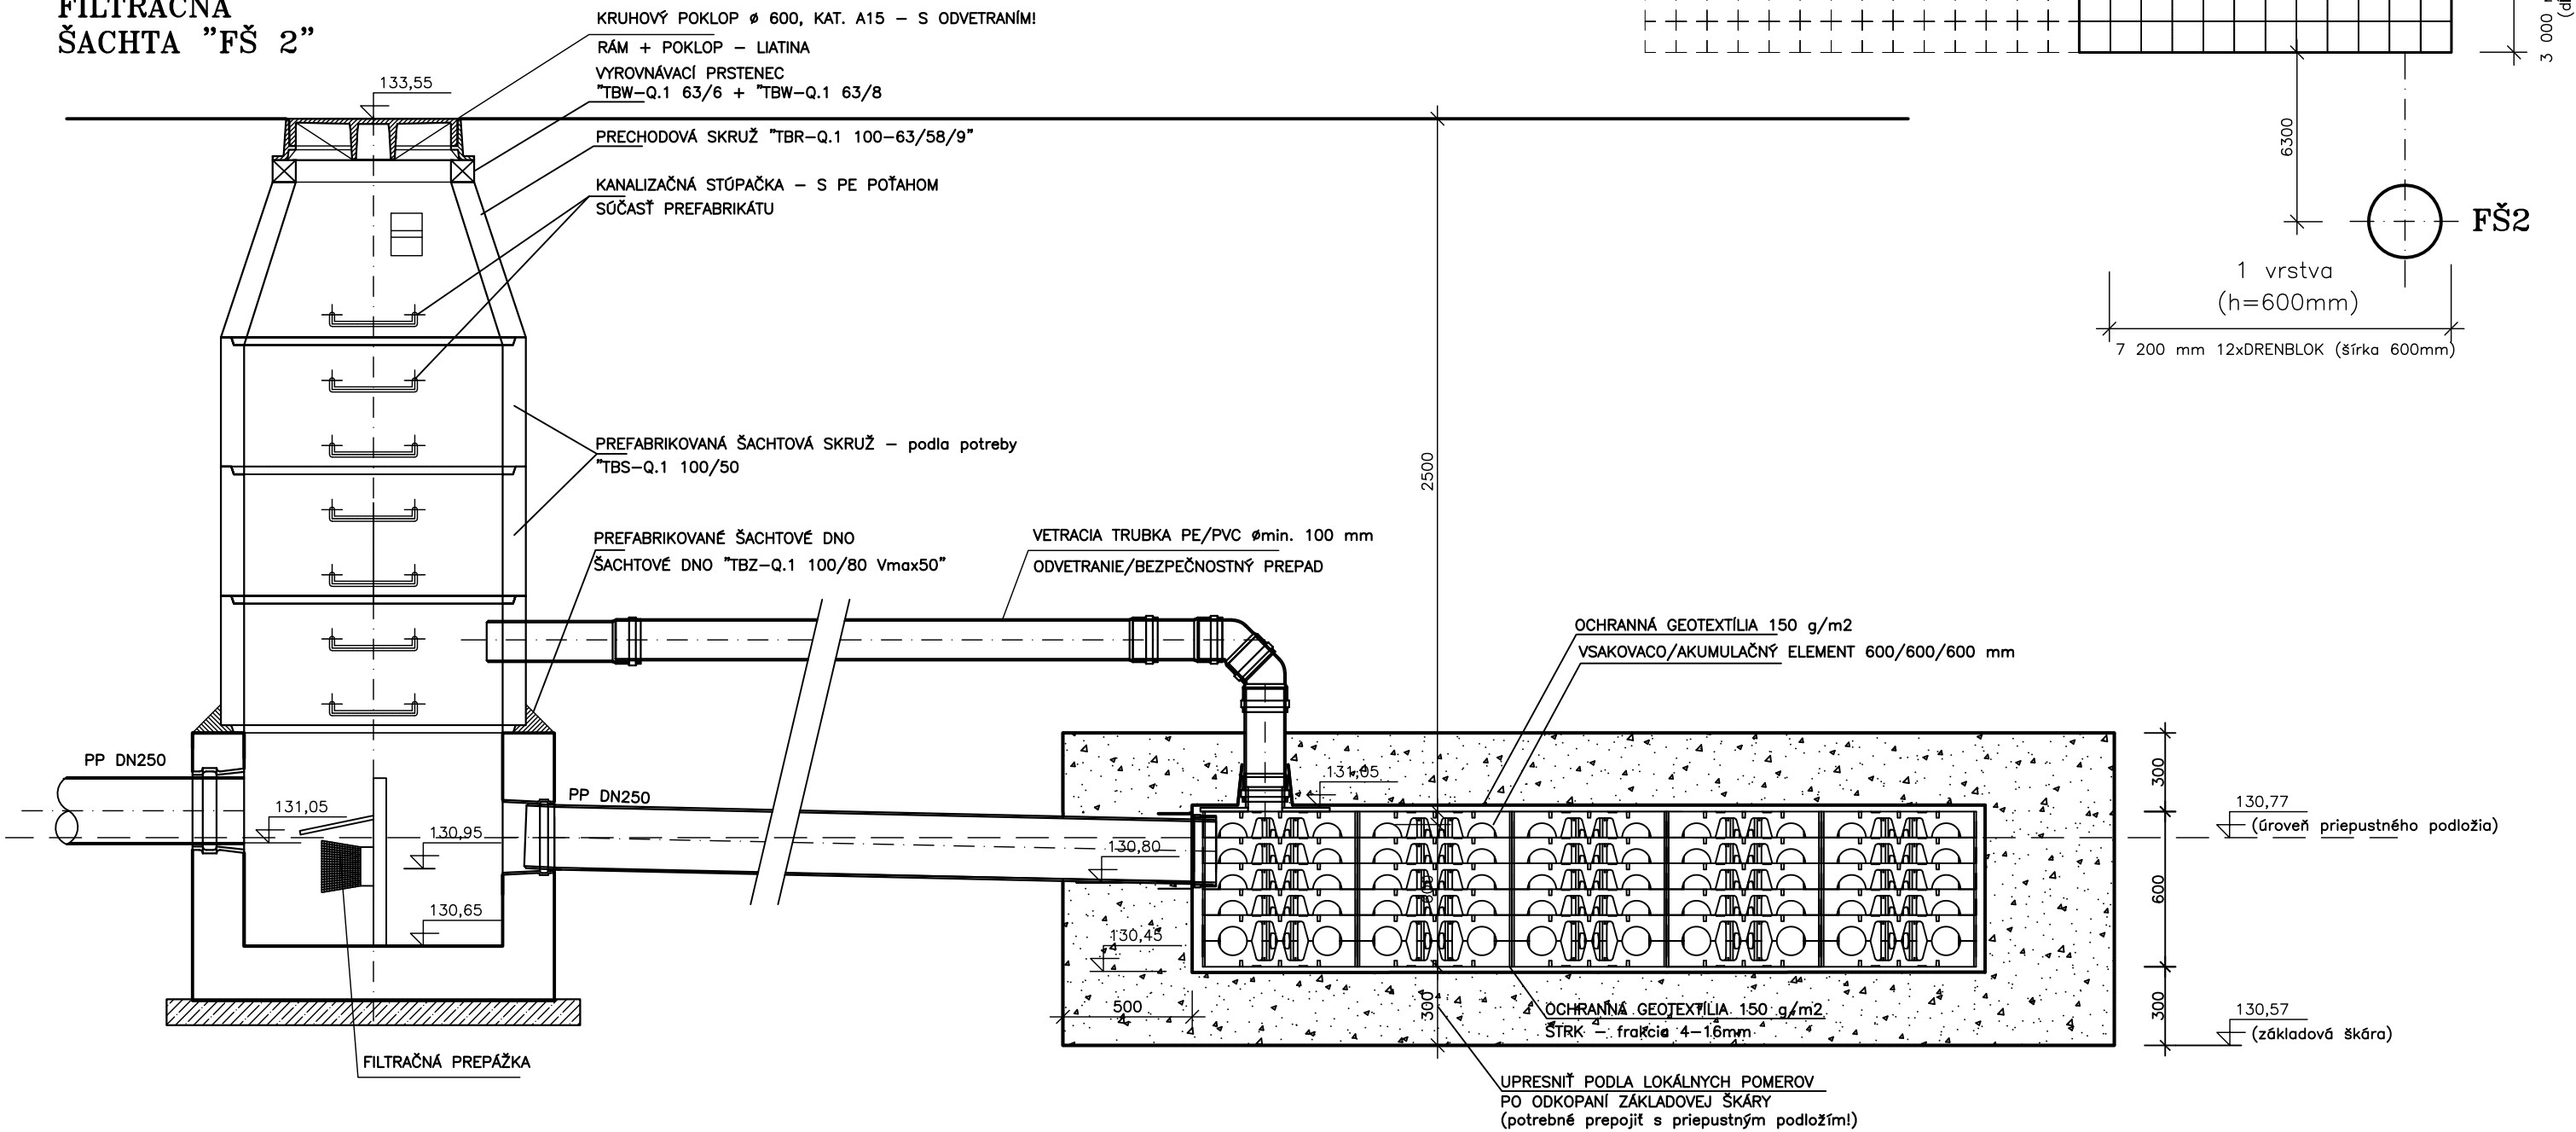 FILTRAČNÁ
ŠACHTA "FŠ 2"
KRUHOVÝ POKLOP ø 600, KAT. A15 – S ODVETRANÍM!
RÁM + POKLOP – LIATINA
VYROVNÁVACÍ PRSTENEC
"TBW–Q.1 63/6 + "TBW–Q.1 63/8
133,55
PRECHODOVÁ SKRUŽ "TBR–Q.1 100–63/58/9"
KANALIZAČNÁ STÚPAČKA – S PE POŤAHOM
SÚČASŤ PREFABRIKÁTU
PREFABRIKOVANÁ ŠACHTOVÁ SKRUŽ – podla potreby
"TBS–Q.1 100/50
PREFABRIKOVANÉ ŠACHTOVÉ DNO
ŠACHTOVÉ DNO "TBZ–Q.1 100/80 Vmax50"
VETRACIA TRUBKA PE/PVC ømin. 100 mm
ODVETRANIE/BEZPEČNOSTNÝ PREPAD
2500
3 000
6300
FŠ2
1 vrstva
(h=600mm)
7 200 mm 12xDRENBLOK (šírka 600mm)
OCHRANNÁ GEOTEXTÍLIA 150 g/m2
VSAKOVACO/AKUMULAČNÝ ELEMENT 600/600/600 mm
PP DN250
131,05
130,95
130,65
PP DN250
131,05
130,80
130,45
500
600
300
300
600
300
130,77
(úroveň priepustného podložia)
130,57
(základová škára)
OCHRANNÁ GEOTEXTÍLIA 150 g/m2
ŠTRK – frakcia 4–16mm
FILTRAČNÁ PREPÁŽKA
UPRESNIŤ PODLA LOKÁLNYCH POMEROV
PO ODKOPANÍ ZÁKLADOVEJ ŠKÁRY
(potrebné prepojiť s priepustným podložím!)